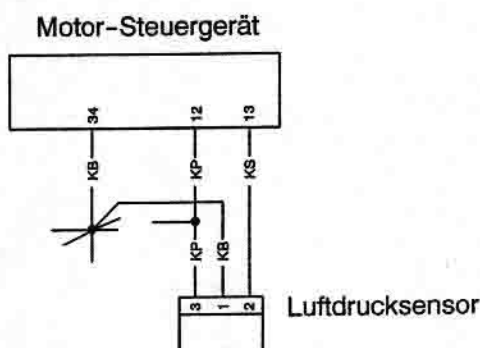 Motor-Steuergerät
34 12 13
KB KP KS
KP KB
3 1 2 Luftdrucksensor